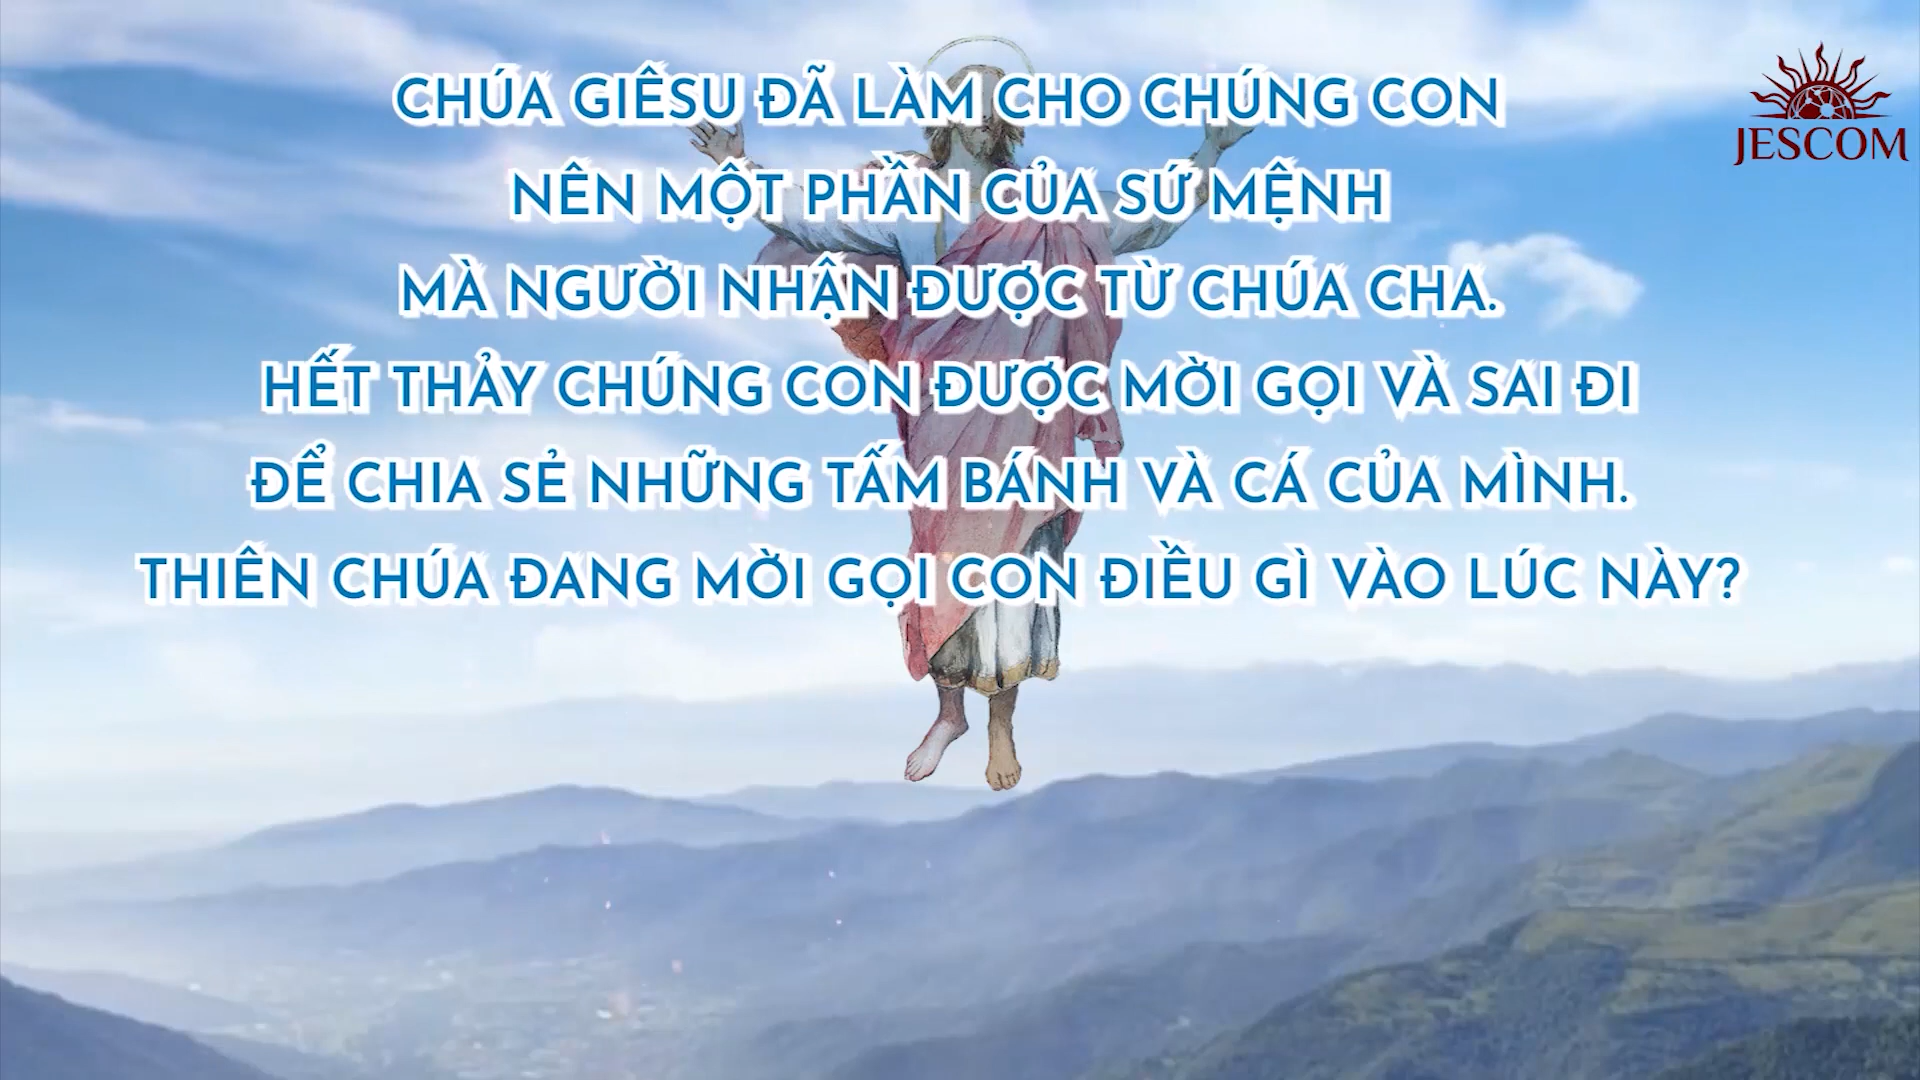 CHÚA GIÊSU ĐÃ LÀM CHO CHÚNG CON
NÊN MỘT PHẦN CỦA SỨ MỆNH
MÀ NGƯỜI NHẬN ĐƯỢC TỪ CHÚA CHA.
HẾT THẢY CHÚNG CON ĐƯỢC MỜI GỌI VÀ SAI ĐI
ĐỂ CHIA SẺ NHỮNG TẤM BÁNH VÀ CÁ CỦA MÌNH.
THIÊN CHÚA ĐANG MỜI GỌI CON ĐIỀU GÌ VÀO LÚC NÀY?
JESCOM